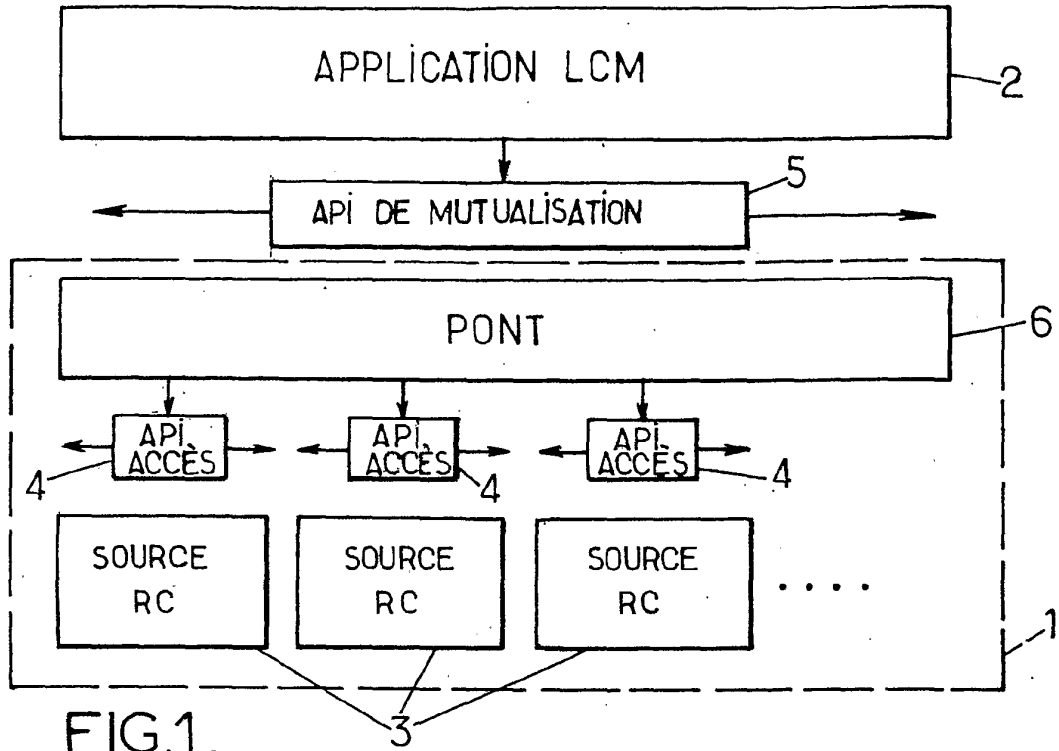 APPLICATION LCM
2
5
API DE MUTUALISATION
PONT
6
API ACCÈS
API ACCÈS
API ACCÈS
4
4
4
SOURCE RC
SOURCE RC
SOURCE RC
....
1
3
FIG.1.